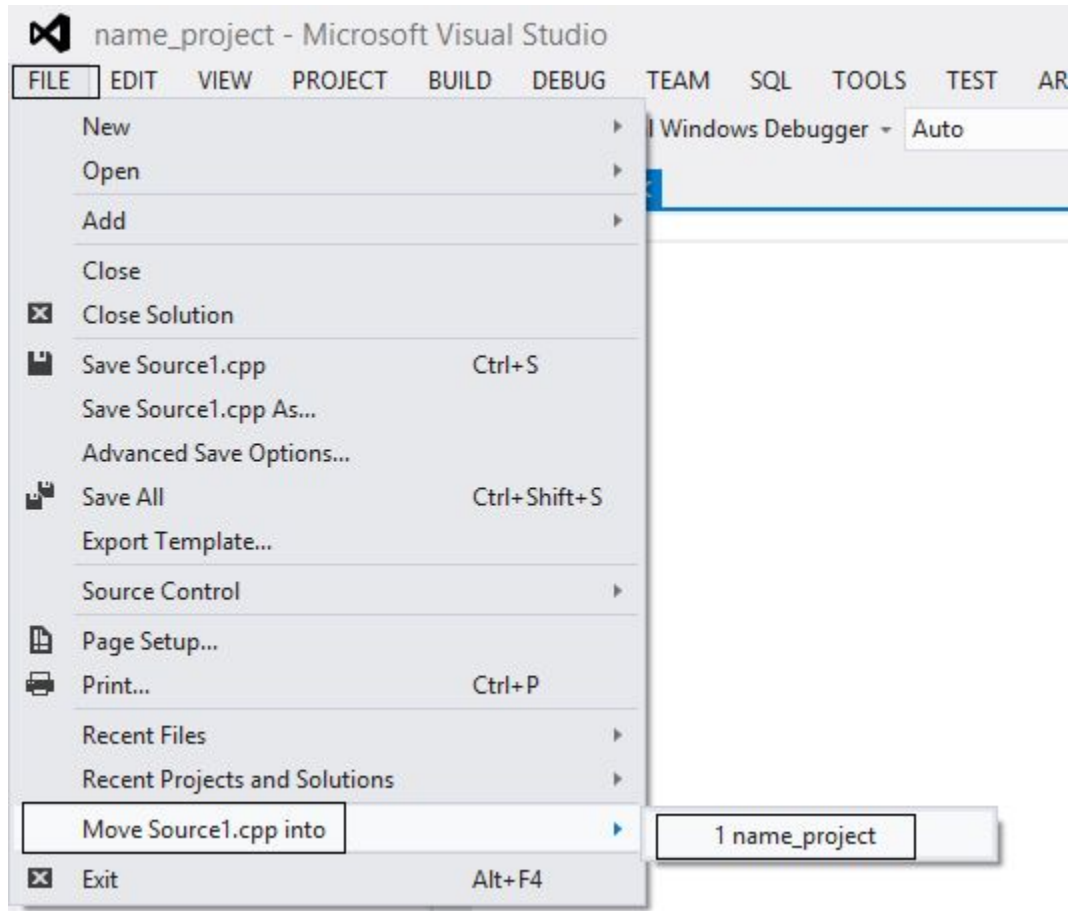 name_project - Microsoft Visual Studio
FILE EDIT VIEW PROJECT BUILD DEBUG TEAM SQL TOOLS TEST AR
New
l Windows Debugger Auto
Open
Add
Close
Close Solution
Save Source1.cpp Ctrl+S
Save Source1.cpp As...
Advanced Save Options...
Save All Ctrl+Shift+S
Export Template...
Source Control
Page Setup...
Print... Ctrl+P
Recent Files
Recent Projects and Solutions
Move Source1.cpp into 1 name_project
Exit Alt+F4